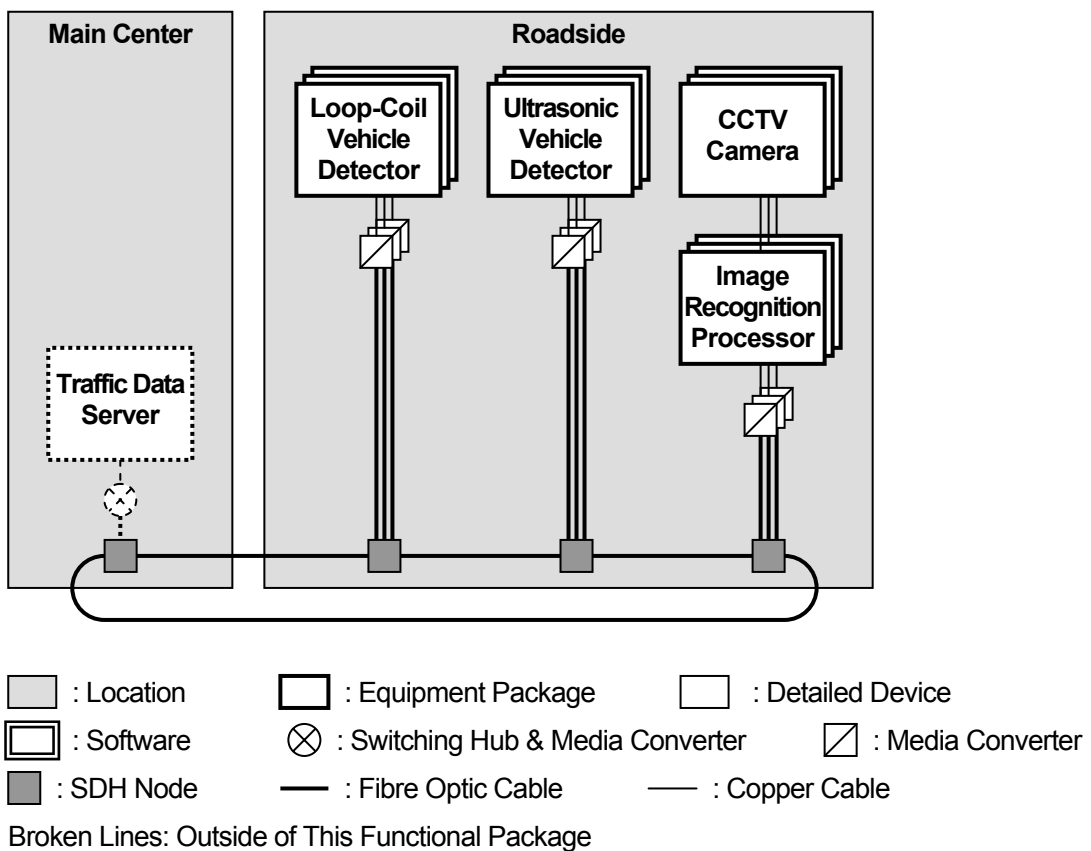 Main Center
Roadside
Loop-Coil
Vehicle
Detector
Ultrasonic
Vehicle
Detector
CCTV
Camera
Image
Recognition
Processor
Traffic Data
Server
: Location
: Equipment Package
: Detailed Device
: Software
: Switching Hub & Media Converter
: Media Converter
: SDH Node
: Fibre Optic Cable
: Copper Cable
Broken Lines: Outside of This Functional Package